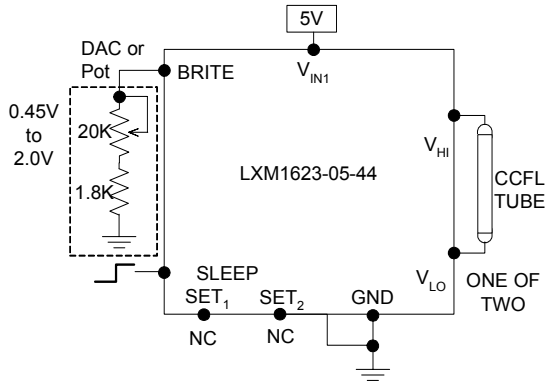 5V
DAC or
Pot
BRITE
V_IN1
0.45V
to
2.0V
20K
1.8K
LXM1623-05-44
V_HI
CCFL
TUBE
SLEEP
V_LO
ONE OF
TWO
SET_1
SET_2
GND
NC
NC